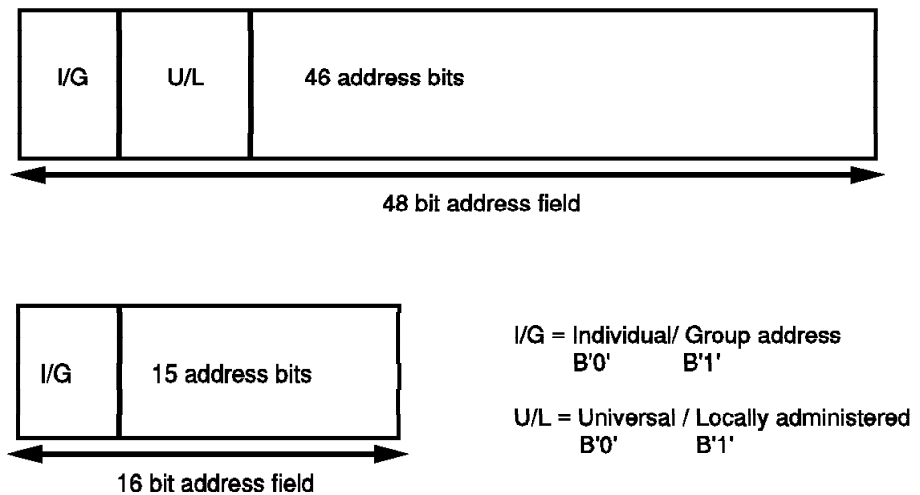 I/G U/L 46 address bits
48 bit address field
I/G 15 address bits
16 bit address field
I/G = Individual/ Group address
B'0' B'1'
U/L = Universal / Locally administered
B'0' B'1'